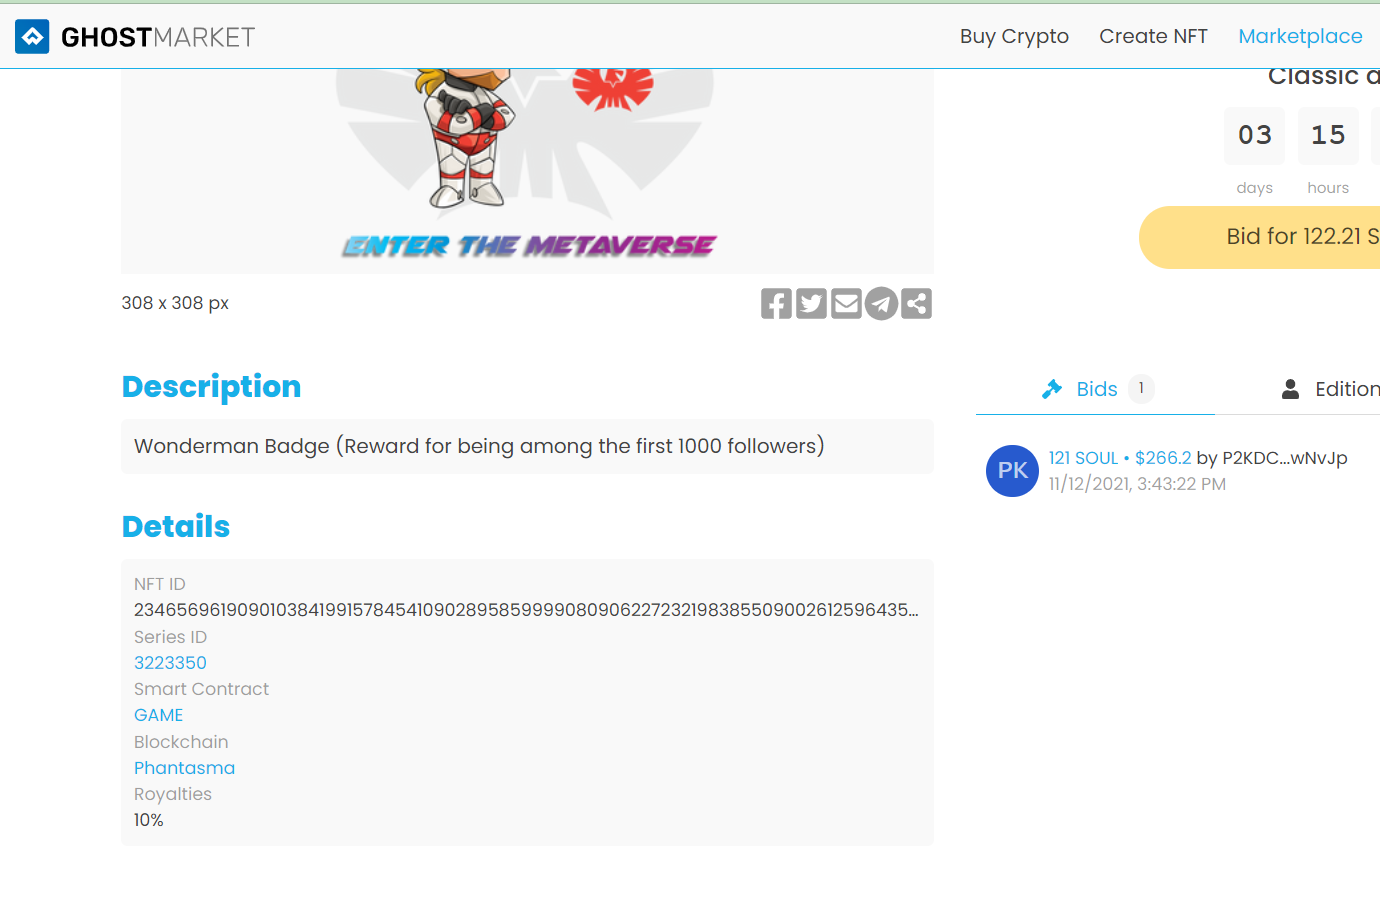 GHOSTMARKET
Buy Crypto
Create NFT
Marketplace
Classic a
03
15
days
hours
Bid for 122.21 S
ENTER THE METAVERSE
308 x 308 px
Description
Wonderman Badge (Reward for being among the first 1000 followers)
Details
NFT ID
23465696190901038419915784541090289585999908090622723219838550900261259643 5...
Series ID
3223350
Smart Contract
GAME
Blockchain
Phantasma
Royalties
10%
Bids 1
Edition
PK
121 SOUL • $266.2 by P2KDC...wNvJp
11/12/2021, 3:43:22 PM